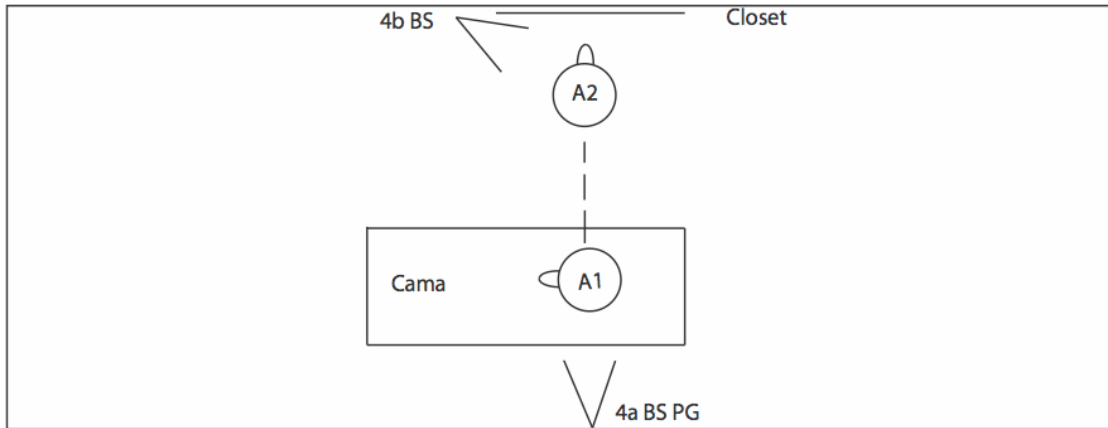 4b BS
Closet
A2
Cama
A1
4a BS PG